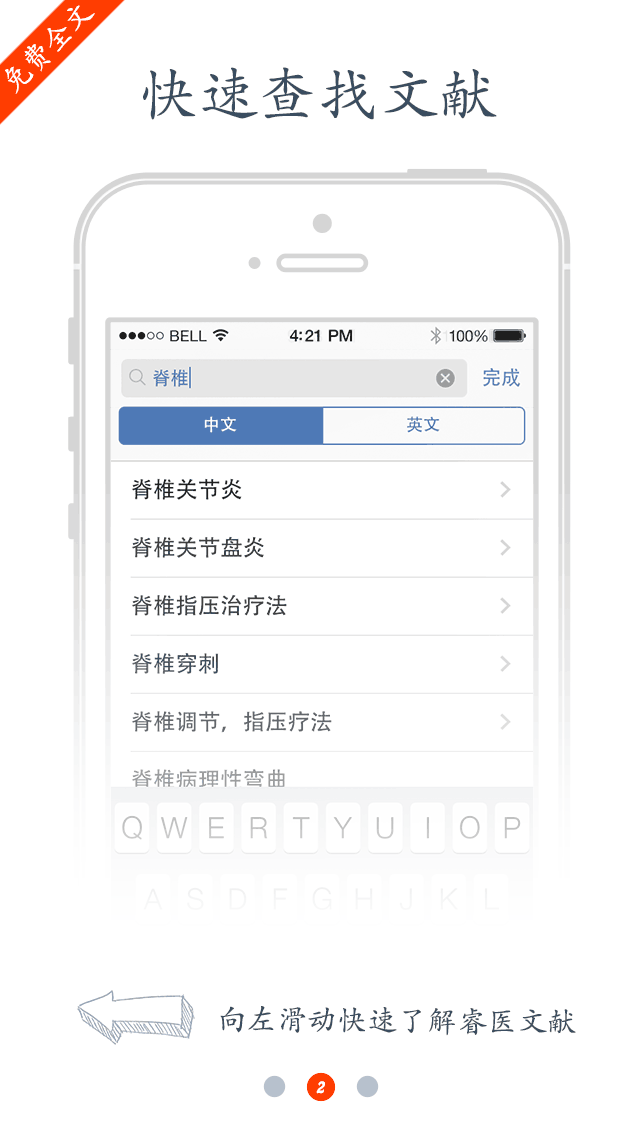 免费全文
快速查找文献
BELL 4:21 PM 100%
脊椎 完成
中文 英文
脊椎关节炎
脊椎关节盘炎
脊椎指压治疗法
脊椎穿刺
脊椎调节，指压疗法
脊椎病理性弯曲
Q W E R T Y U I O P
A S D F G H J K L
向左滑动快速了解睿医文献
2